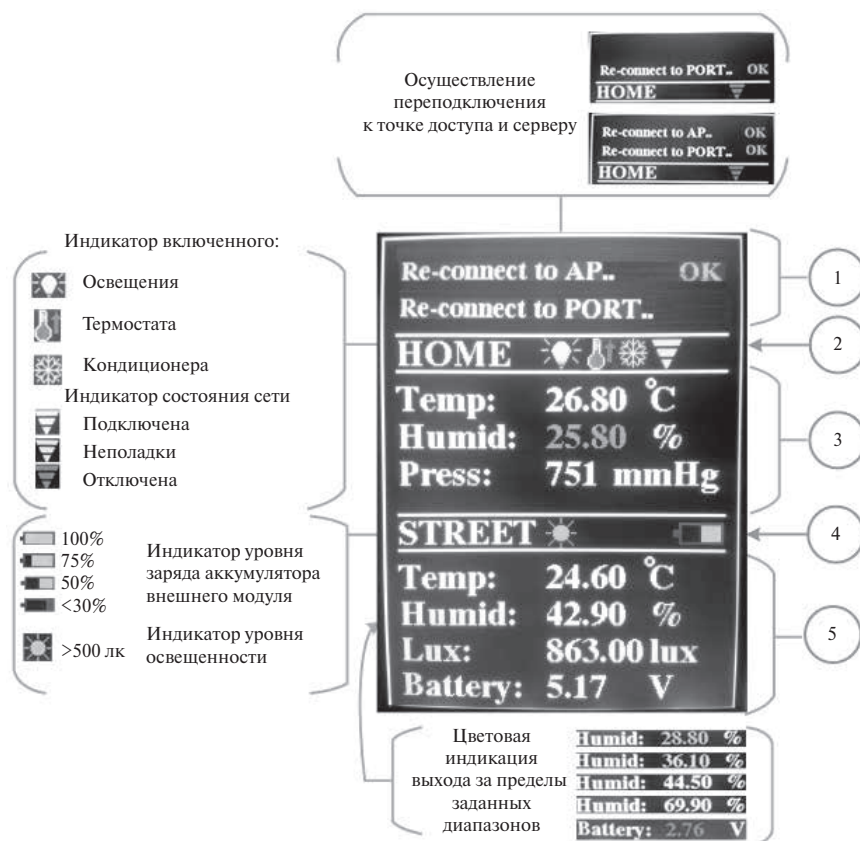 Осуществление
переподключения
к точке доступа и серверу
Re-connect to PORT.. OK
HOME
Re-connect to AP.. OK
Re-connect to PORT.. OK
HOME
Индикатор включенного:
Освещения
Термостата
Кондиционера
Индикатор состояния сети
Подключена
Неполадки
Отключена
100%
75%
50%
<30%
Индикатор уровня
заряда аккумулятора
внешнего модуля
>500 лк
Индикатор уровня
освещенности
Re-connect to AP.. OK
Re-connect to PORT..
HOME
Temp: 26.80 °C
Humid: 25.80 %
Press: 751 mmHg
STREET
Temp: 24.60 °C
Humid: 42.90 %
Lux: 863.00 lux
Battery: 5.17 V
1
2
3
4
5
Цветовая
индикация
выхода за пределы
заданных
диапазонов
Humid: 28.80 %
Humid: 36.10 %
Humid: 44.50 %
Humid: 69.90 %
Battery: 2.76 V